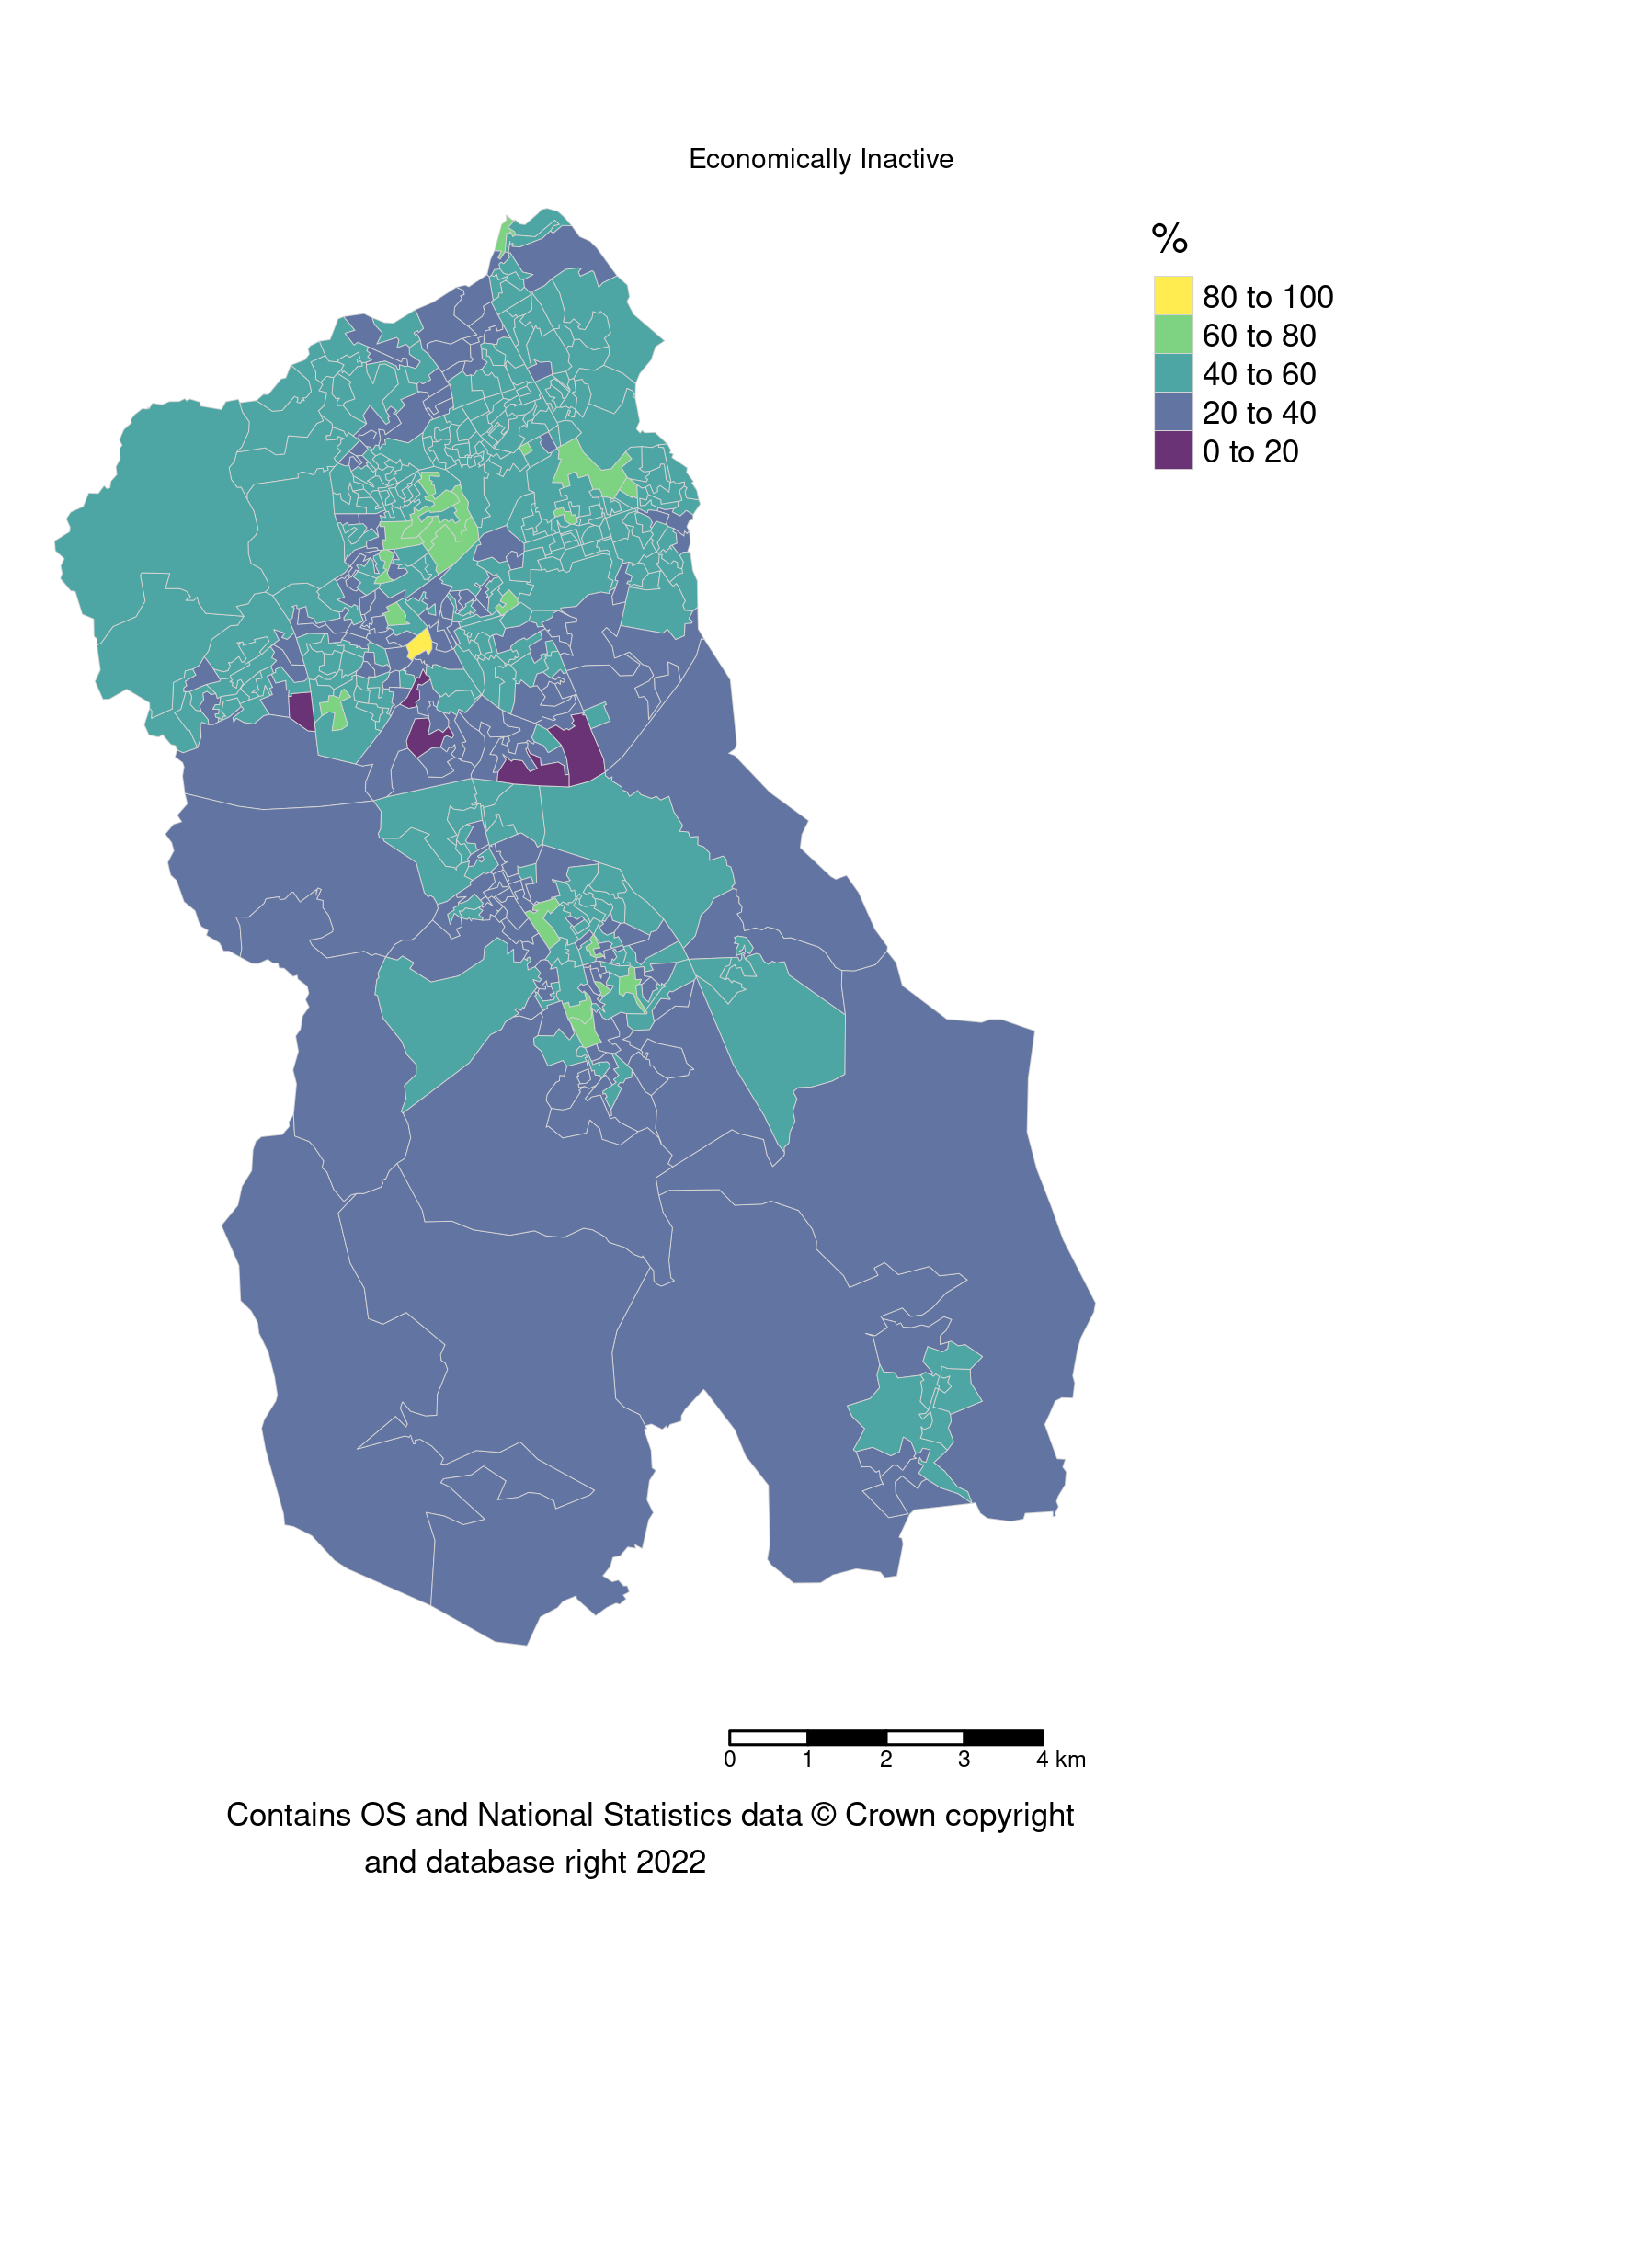 Economically Inactive
%
80 to 100
60 to 80
40 to 60
20 to 40
0 to 20
0 1 2 3 4 km
Contains OS and National Statistics data © Crown copyright
and database right 2022